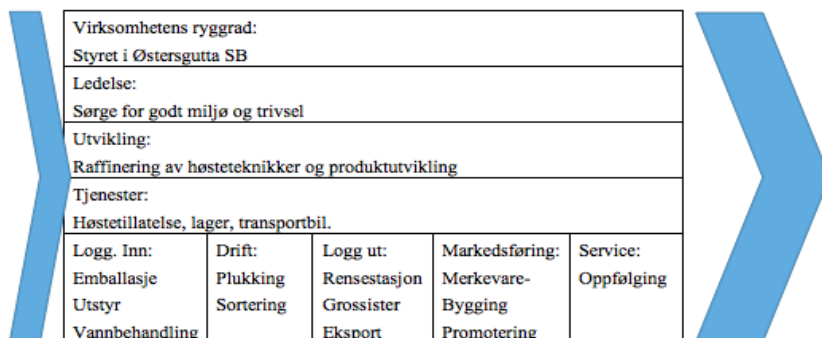 Virksomhetens ryggrad:
Styret i Østersgutta SB
Ledelse:
Sørge for godt miljø og trivsel
Utvikling:
Raffinering av høsteteknikker og produktutvikling
Tjenester:
Høstetillatelse, lager, transportbil.
Logg. Inn:
Emballasje
Utstyr
Vannbehandling
Drift:
Plukking
Sortering
Logg ut:
Rensestasjon
Grossister
Eksport
Markedsføring:
Merkevare-
Bygging
Promotering
Service:
Oppfølging